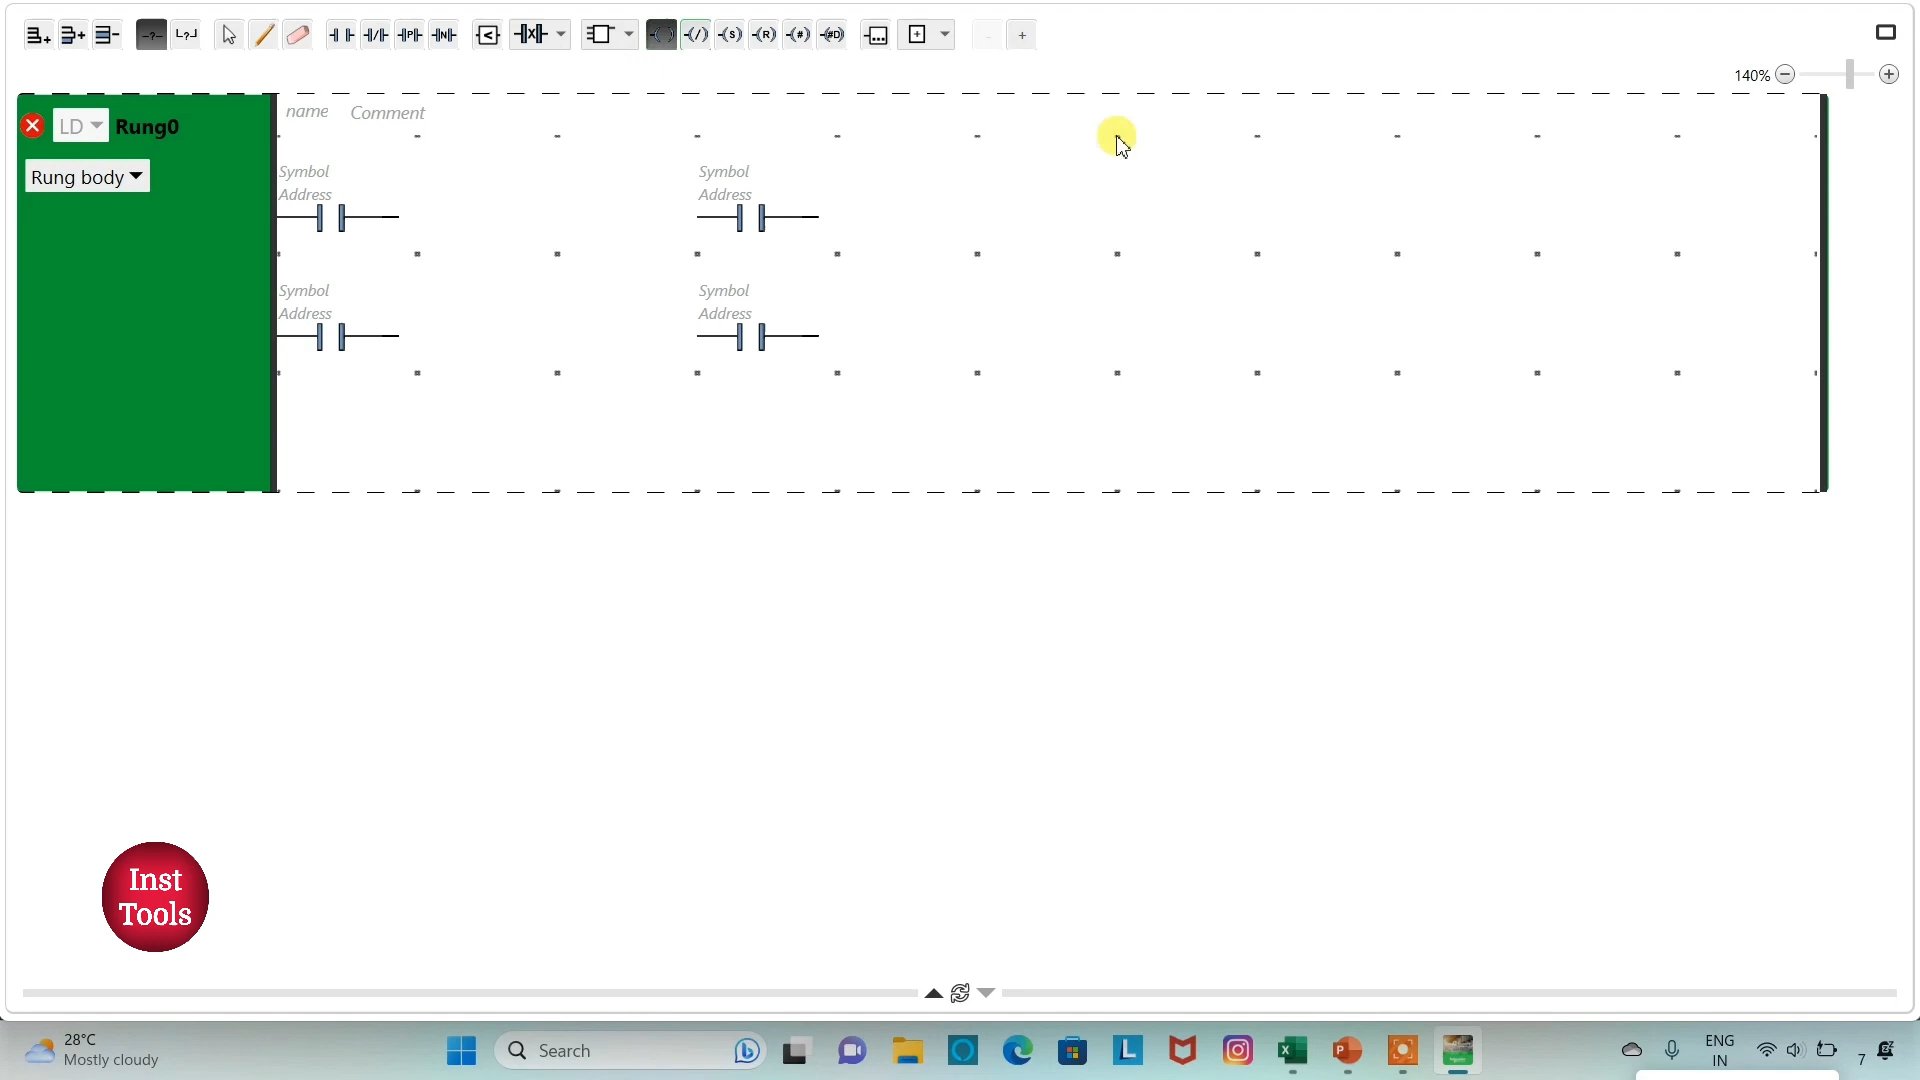 140%
LD Rung0 name Comment
Rung body
Symbol Symbol
Address Address
Symbol Symbol
Address Address
Inst
Tools
28°C
Mostly cloudy
Search
ENG
IN
7